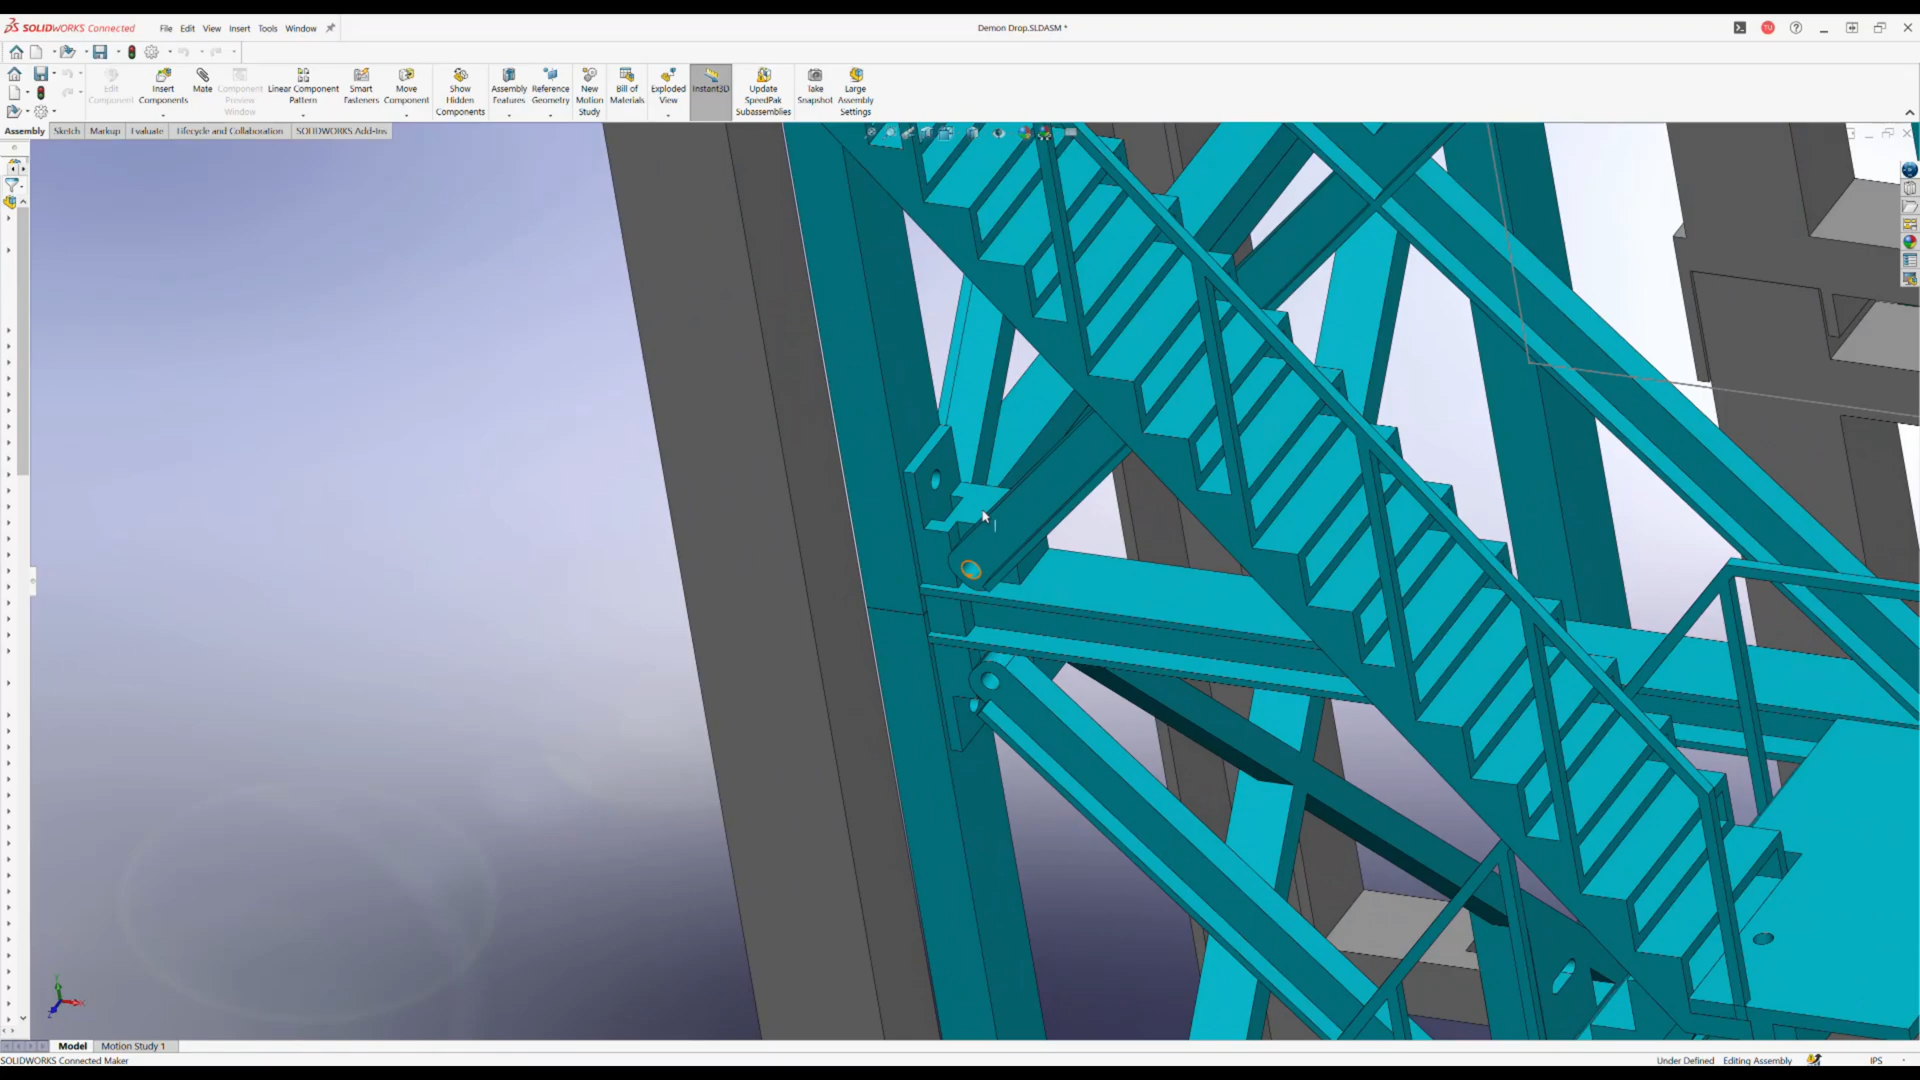 SOLIDWORKS Connected
File Edit View Insert Tools Window
Demon Drop.SLDASM *
Edit Component
Insert Components
Mate
Component Preview Window
Linear Component Pattern
Smart Fasteners
Move Component
Show Hidden Components
Assembly Features
Reference Geometry
New Motion Study
Bill of Materials
Exploded View
Instant3D
Update SpeedPak Subassemblies
Take Snapshot
Large Assembly Settings
Assembly Sketch Markup Evaluate Lifecycle and Collaboration SOLIDWORKS Add-Ins
Model Motion Study 1
SOLIDWORKS Connected Maker
Under Defined Editing Assembly IPS